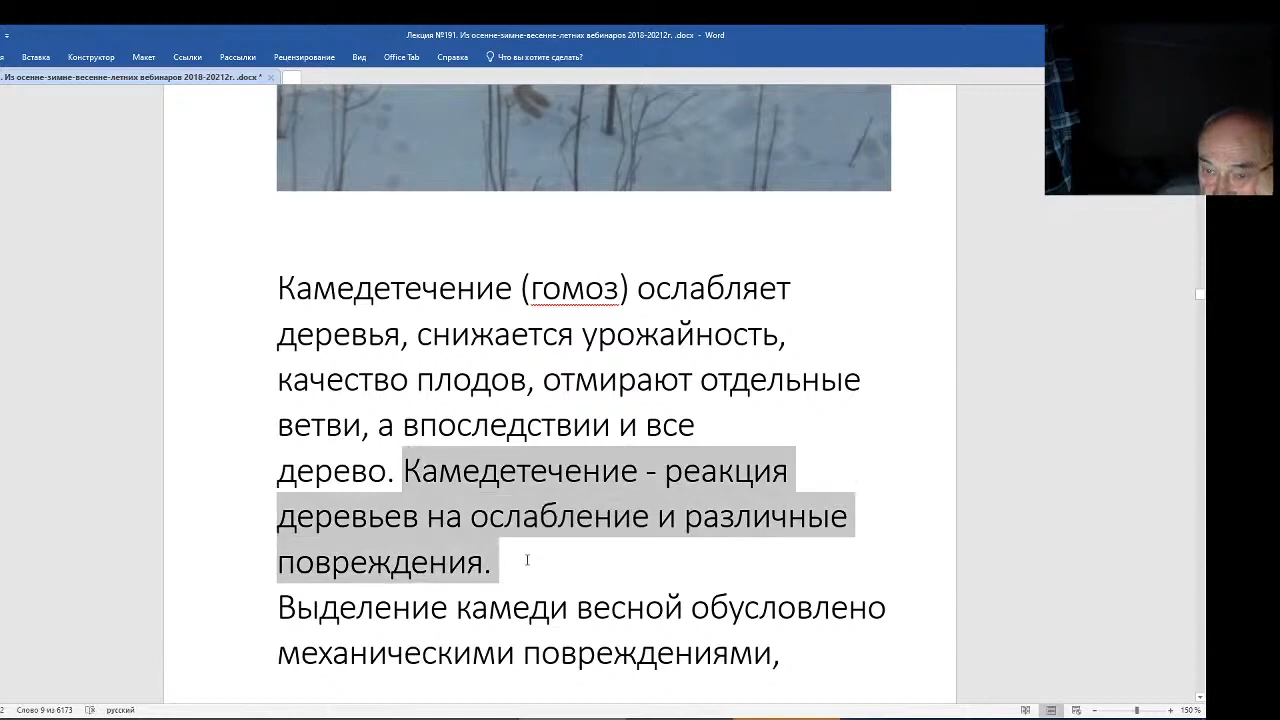 Лекция №191. Из осенне-зимне-весенне-летних вебинаров 2018-20212г. .docx - Word
Вставка Конструктор Макет Ссылки Рассылки Рецензирование Вид Office Tab Справка Что вы хотите сделать?
. Из осенне-зимне-весенне-летних вебинаров 2018-20212г. .docx *
Камедетечение (гомоз) ослабляет
деревья, снижается урожайность,
качество плодов, отмирают отдельные
ветви, а впоследствии и все
дерево. Камедетечение - реакция
деревьев на ослабление и различные
повреждения.
Выделение камеди весной обусловлено
механическими повреждениями,
2 Слово 9 из 6173 русский 150%